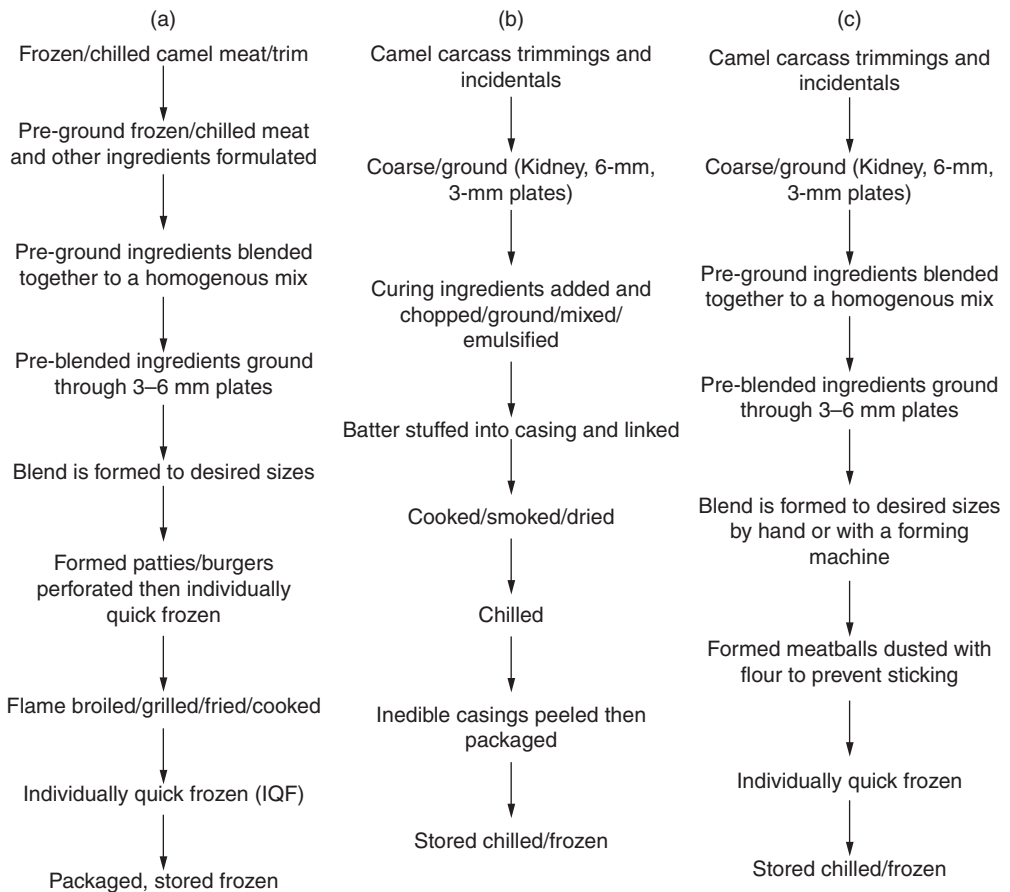 (a)
Frozen/chilled camel meat/trim
Pre-ground frozen/chilled meat
and other ingredients formulated
Pre-ground ingredients blended
together to a homogenous mix
Pre-blended ingredients ground
through 3–6 mm plates
Blend is formed to desired sizes
Formed patties/burgers
perforated then individually
quick frozen
Flame broiled/grilled/fried/cooked
Individually quick frozen (IQF)
Packaged, stored frozen
(b)
Camel carcass trimmings and
incidentals
Coarse/ground (Kidney, 6-mm,
3-mm plates)
Curing ingredients added and
chopped/ground/mixed/
emulsified
Batter stuffed into casing and linked
Cooked/smoked/dried
Chilled
Inedible casings peeled then
packaged
Stored chilled/frozen
(c)
Camel carcass trimmings and
incidentals
Coarse/ground (Kidney, 6-mm,
3-mm plates)
Pre-ground ingredients blended
together to a homogenous mix
Pre-blended ingredients ground
through 3–6 mm plates
Blend is formed to desired sizes
by hand or with a forming
machine
Formed meatballs dusted with
flour to prevent sticking
Individually quick frozen
Stored chilled/frozen